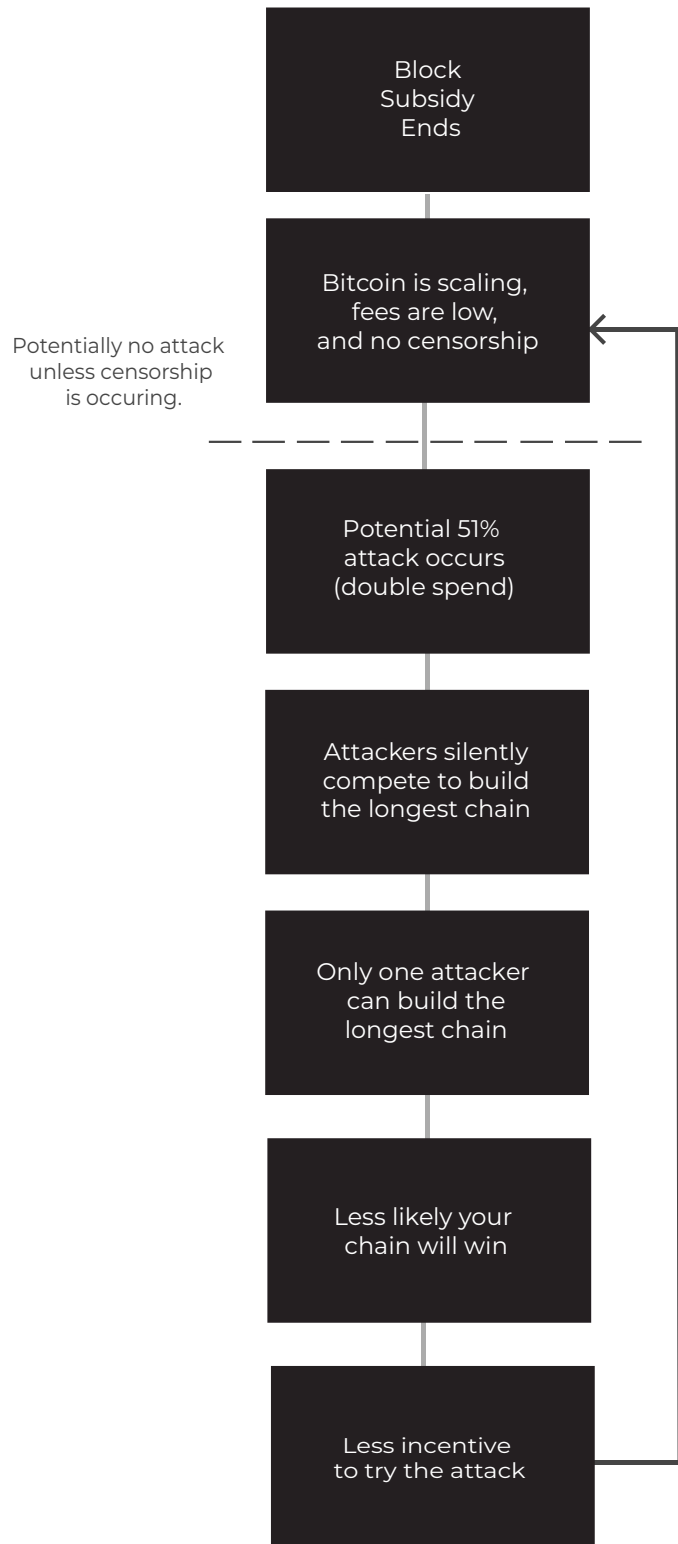 Block
Subsidy
Ends
Bitcoin is scaling,
fees are low,
and no censorship
Potentially no attack
unless censorship
is occuring.
Potential 51%
attack occurs
(double spend)
Attackers silently
compete to build
the longest chain
Only one attacker
can build the
longest chain
Less likely your
chain will win
Less incentive
to try the attack